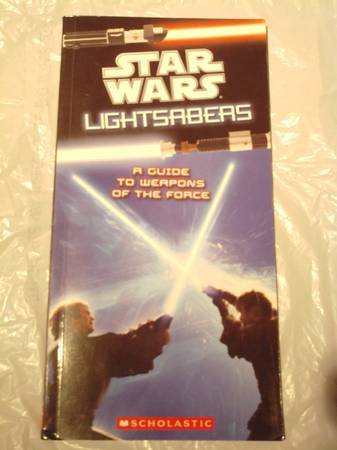 STAR
WARS
LIGHTSABERS
A GUIDE
TO WEAPONS
OF THE FORCE
SCHOLASTIC